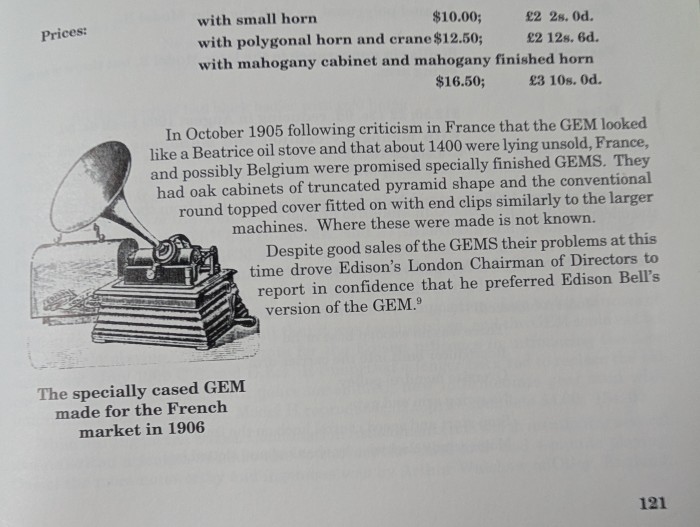 Prices:
with small horn $10.00; £2 2s. 0d.
with polygonal horn and crane $12.50; £2 12s. 6d.
with mahogany cabinet and mahogany finished horn
$16.50; £3 10s. 0d.
In October 1905 following criticism in France that the GEM looked
like a Beatrice oil stove and that about 1400 were lying unsold, France,
and possibly Belgium were promised specially finished GEMS. They
had oak cabinets of truncated pyramid shape and the conventional
round topped cover fitted on with end clips similarly to the larger
machines. Where these were made is not known.
Despite good sales of the GEMS their problems at this
time drove Edison's London Chairman of Directors to
report in confidence that he preferred Edison Bell's
version of the GEM.⁹
The specially cased GEM
made for the French
market in 1906
121